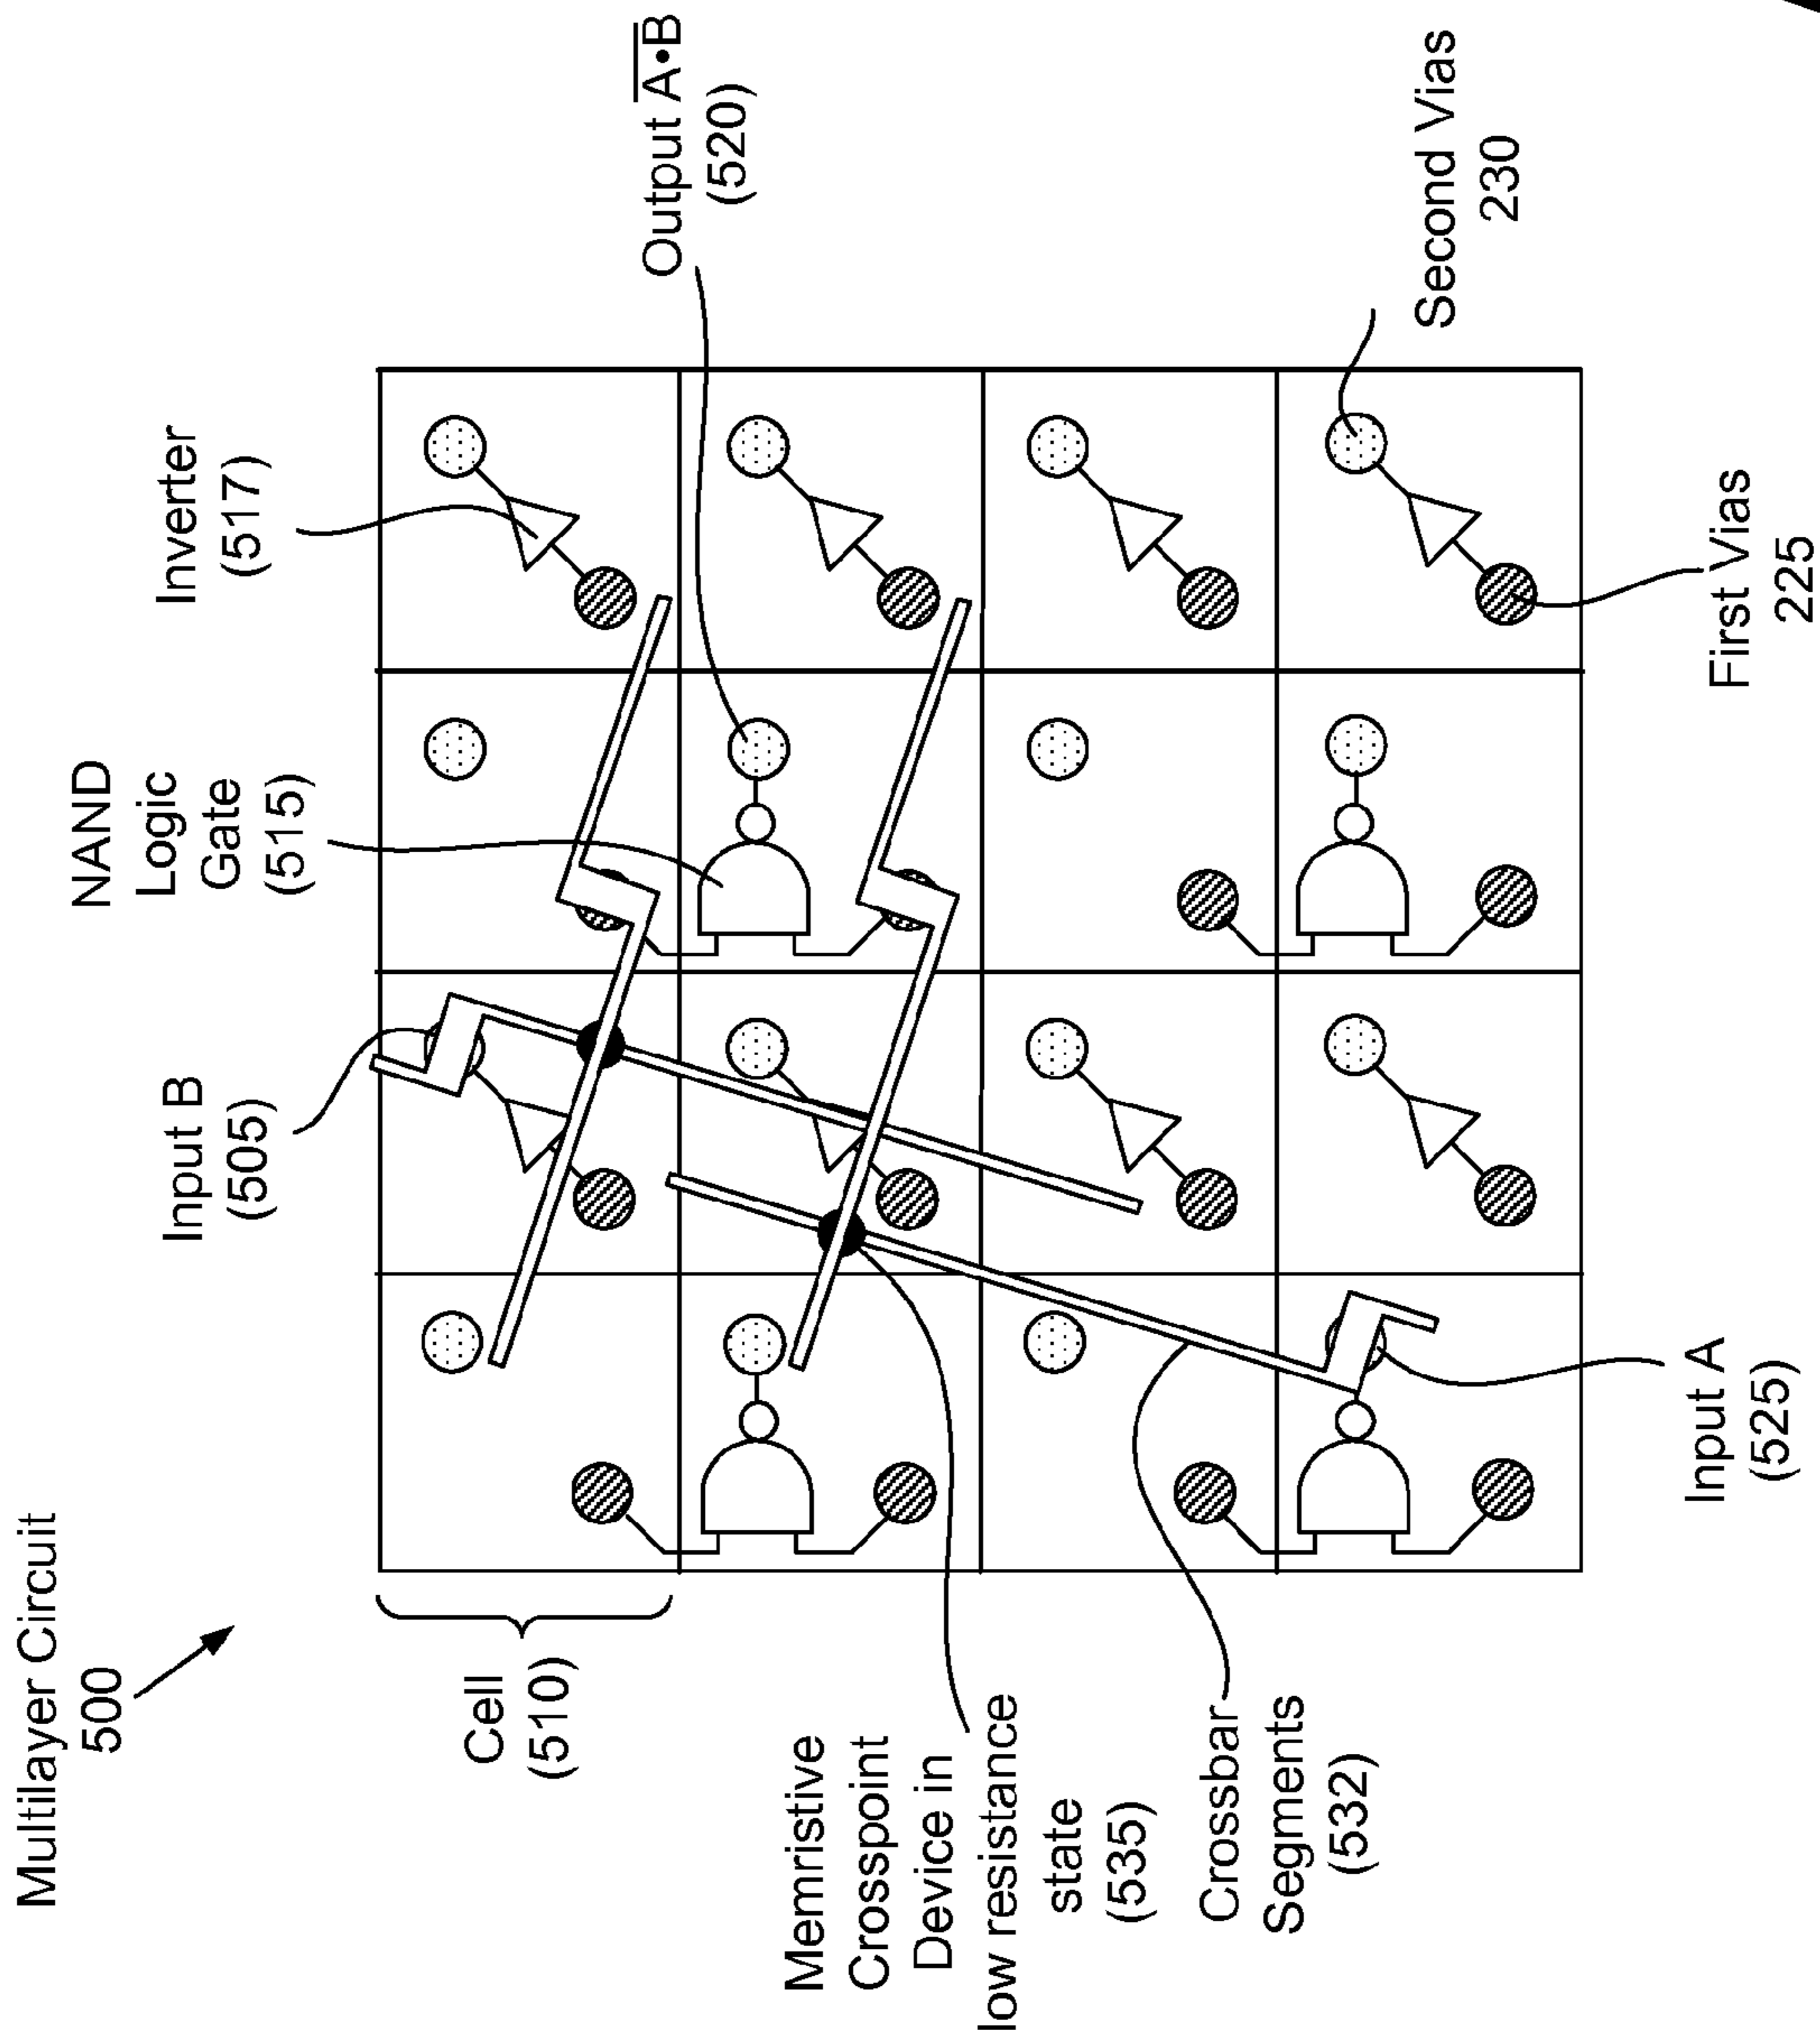 Multilayer Circuit
500
NAND
Logic
Gate
(515)
Inverter
(517)
Input B
(505)
Cell
(510)
Output A̅•̅B̅
(520)
Memristive
Crosspoint
Device in
low resistance
state
(535)
Crossbar
Segments
(532)
Second Vias
230
Input A
(525)
First Vias
225